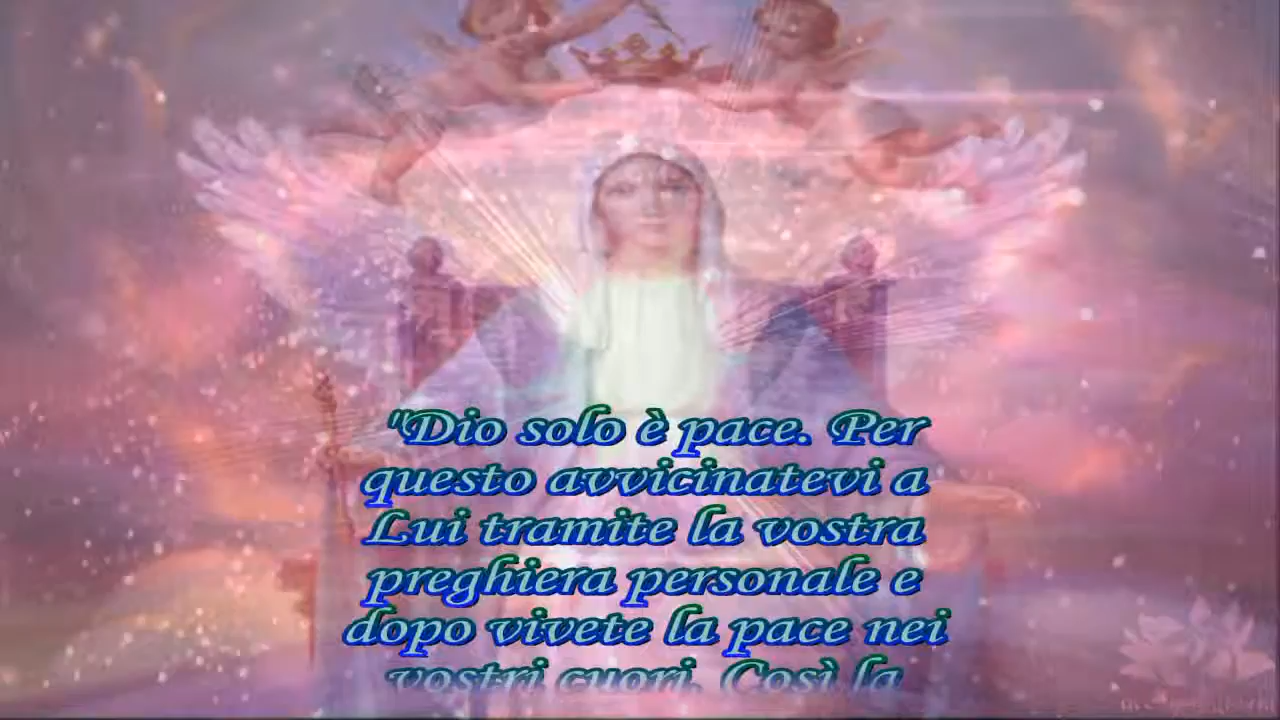 "Dio solo è pace. Per
questo avvicinatevi a
Lui tramite la vostra
preghiera personale e
dopo vivete la pace nei
vostri cuori. Così la